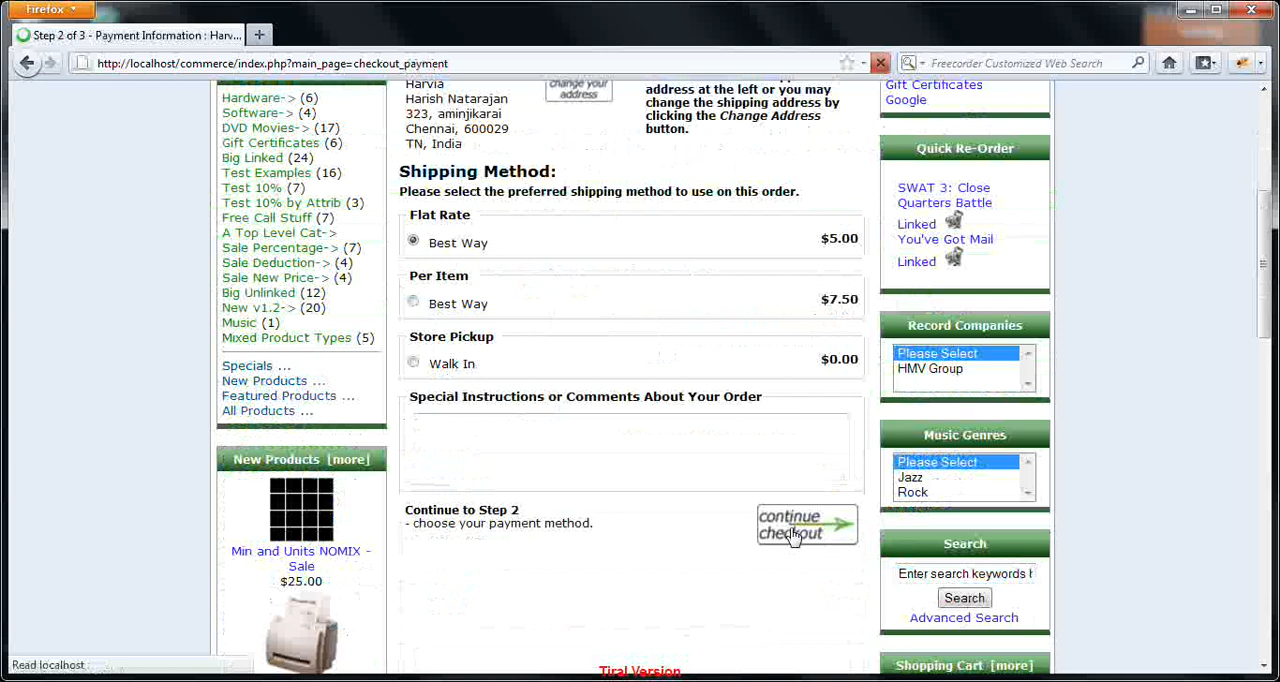 Firefox
Step 2 of 3 - Payment Information : Harv...
http://localhost/commerce/index.php?main_page=checkout_payment
Freecorder Customized Web Search
Hardware-> (6)
Software-> (4)
DVD Movies-> (17)
Gift Certificates (6)
Big Linked (24)
Test Examples (16)
Test 10% (7)
Test 10% by Attrib (3)
Free Call Stuff (7)
A Top Level Cat->
Sale Percentage-> (7)
Sale Deduction-> (4)
Sale New Price-> (4)
Big Unlinked (12)
New v1.2-> (20)
Music (1)
Mixed Product Types (5)
Specials ...
New Products ...
Featured Products ...
All Products ...
New Products [more]
Min and Units NOMIX -
Sale
$25.00
Harvia
Harish Natarajan
323, aminjikarai
Chennai, 600029
TN, India
change your
address
address at the left or you may
change the shipping address by
clicking the Change Address
button.
Shipping Method:
Please select the preferred shipping method to use on this order.
Flat Rate
Best Way
$5.00
Per Item
Best Way
$7.50
Store Pickup
Walk In
$0.00
Special Instructions or Comments About Your Order
Continue to Step 2
- choose your payment method.
continue
checkout
Gift Certificates
Google
Quick Re-Order
SWAT 3: Close
Quarters Battle
Linked
You've Got Mail
Linked
Record Companies
Please Select
HMV Group
Music Genres
Please Select
Jazz
Rock
Search
Enter search keywords h
Search
Advanced Search
Shopping Cart [more]
Read localhost
Tiral Version